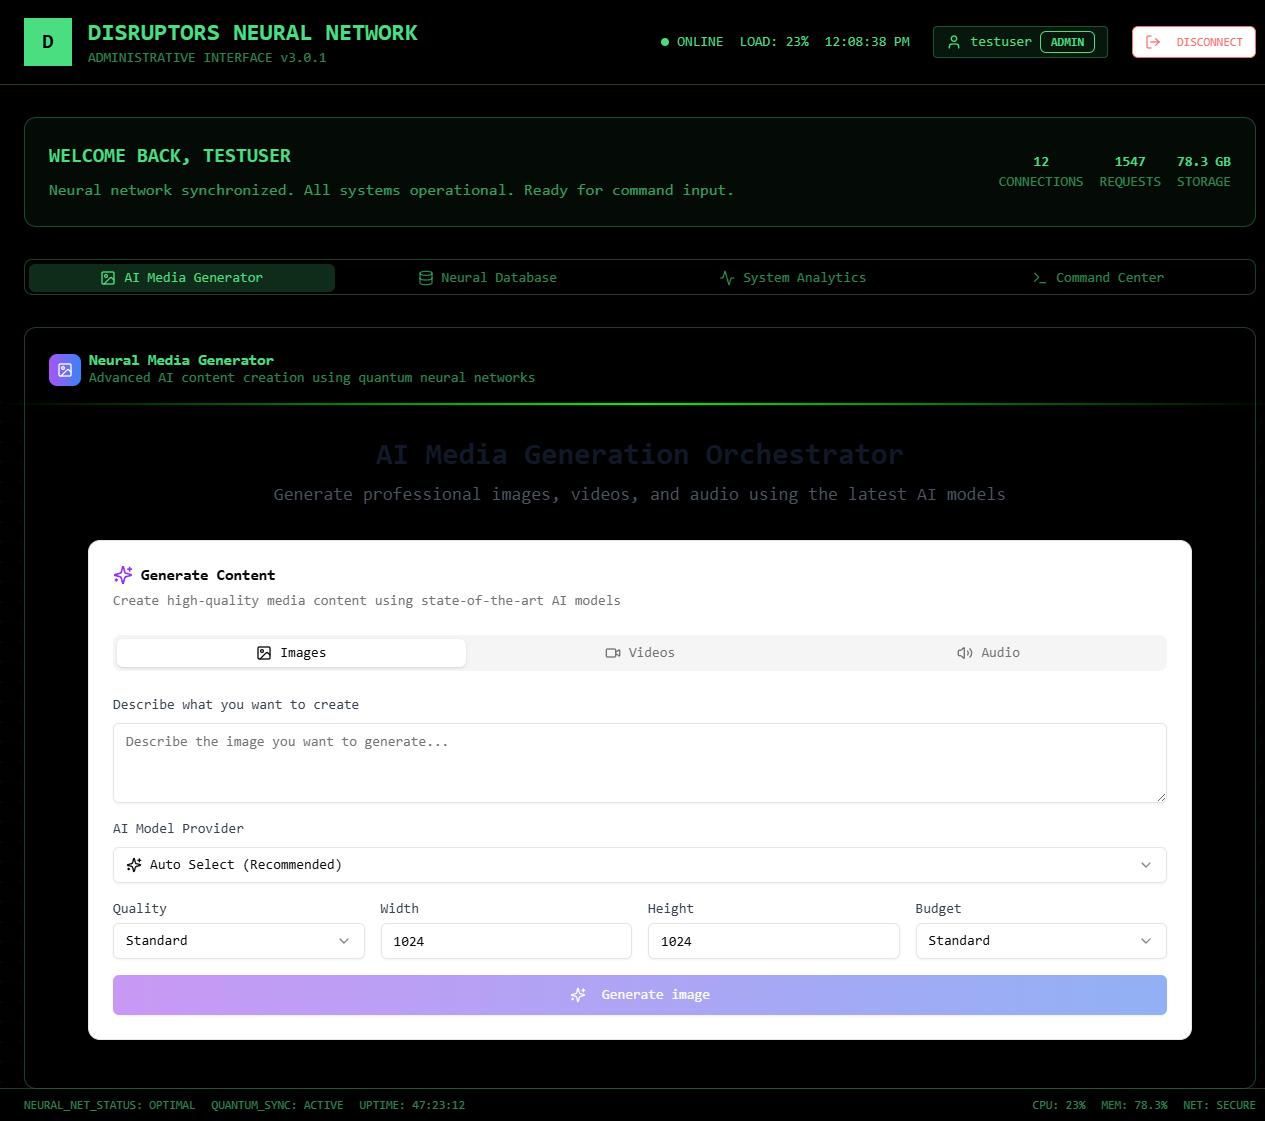 D
DISRUPTORS NEURAL NETWORK
ADMINISTRATIVE INTERFACE v3.0.1
ONLINE LOAD: 23% 12:08:38 PM
testuser ADMIN
DISCONNECT
WELCOME BACK, TESTUSER
Neural network synchronized. All systems operational. Ready for command input.
12 1547 78.3 GB
CONNECTIONS REQUESTS STORAGE
AI Media Generator Neural Database System Analytics Command Center
Neural Media Generator
Advanced AI content creation using quantum neural networks
AI Media Generation Orchestrator
Generate professional images, videos, and audio using the latest AI models
Generate Content
Create high-quality media content using state-of-the-art AI models
Images Videos Audio
Describe what you want to create
Describe the image you want to generate...
AI Model Provider
Auto Select (Recommended)
Quality Width Height Budget
Standard 1024 1024 Standard
Generate image
NEURAL_NET_STATUS: OPTIMAL QUANTUM_SYNC: ACTIVE UPTIME: 47:23:12 CPU: 23% MEM: 78.3% NET: SECURE